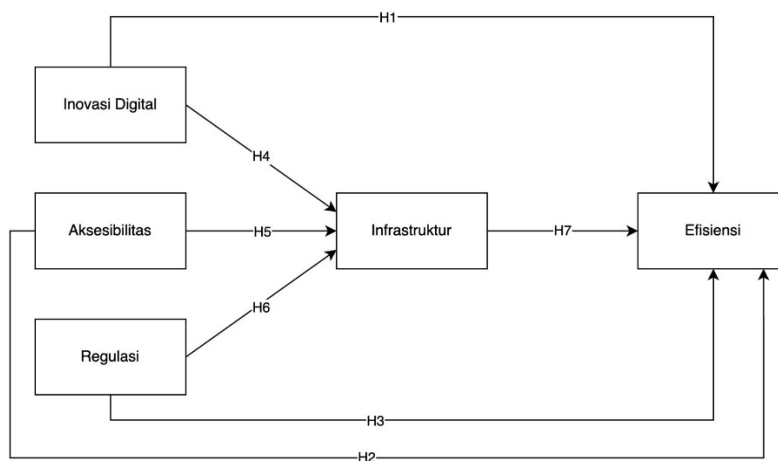 H1
Inovasi Digital
H4
Aksesibilitas
H5
Infrastruktur
H7
Efisiensi
H6
Regulasi
H3
H2